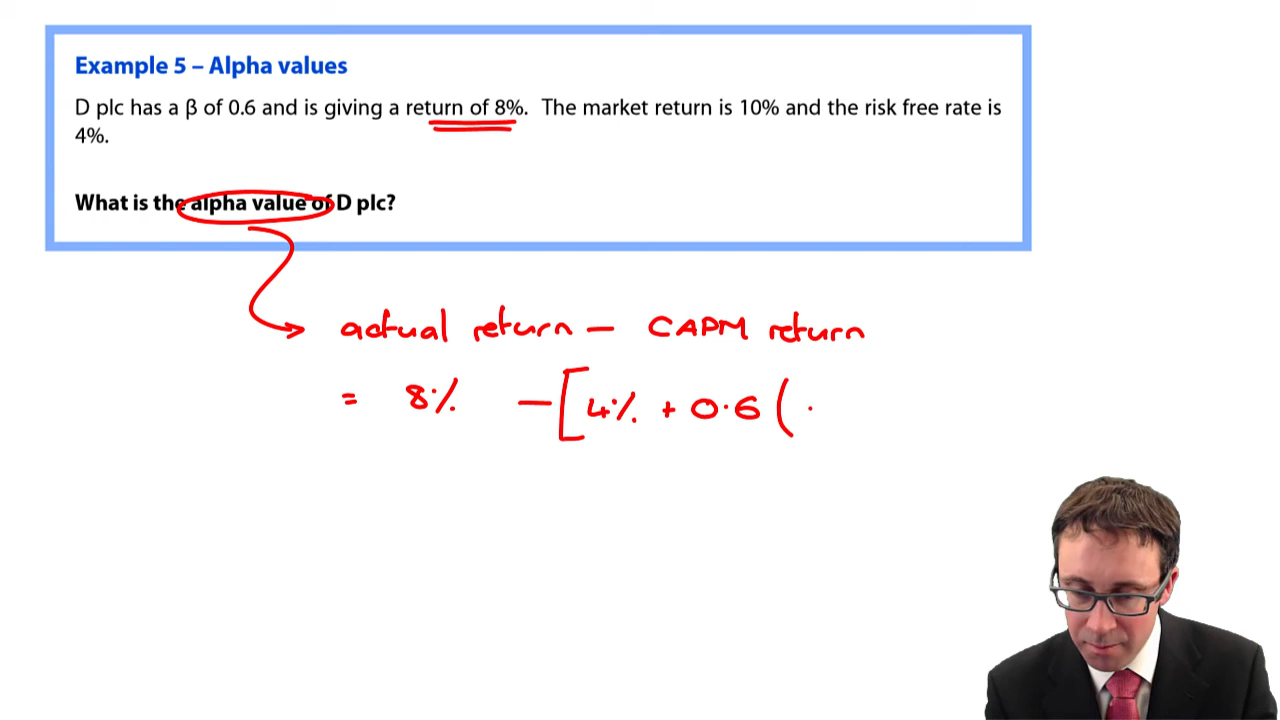 Example 5 – Alpha values
D plc has a β of 0.6 and is giving a return of 8%. The market return is 10% and the risk free rate is
4%.
What is the alpha value of D plc?
actual return – CAPM return
= 8% – [4% + 0.6 (